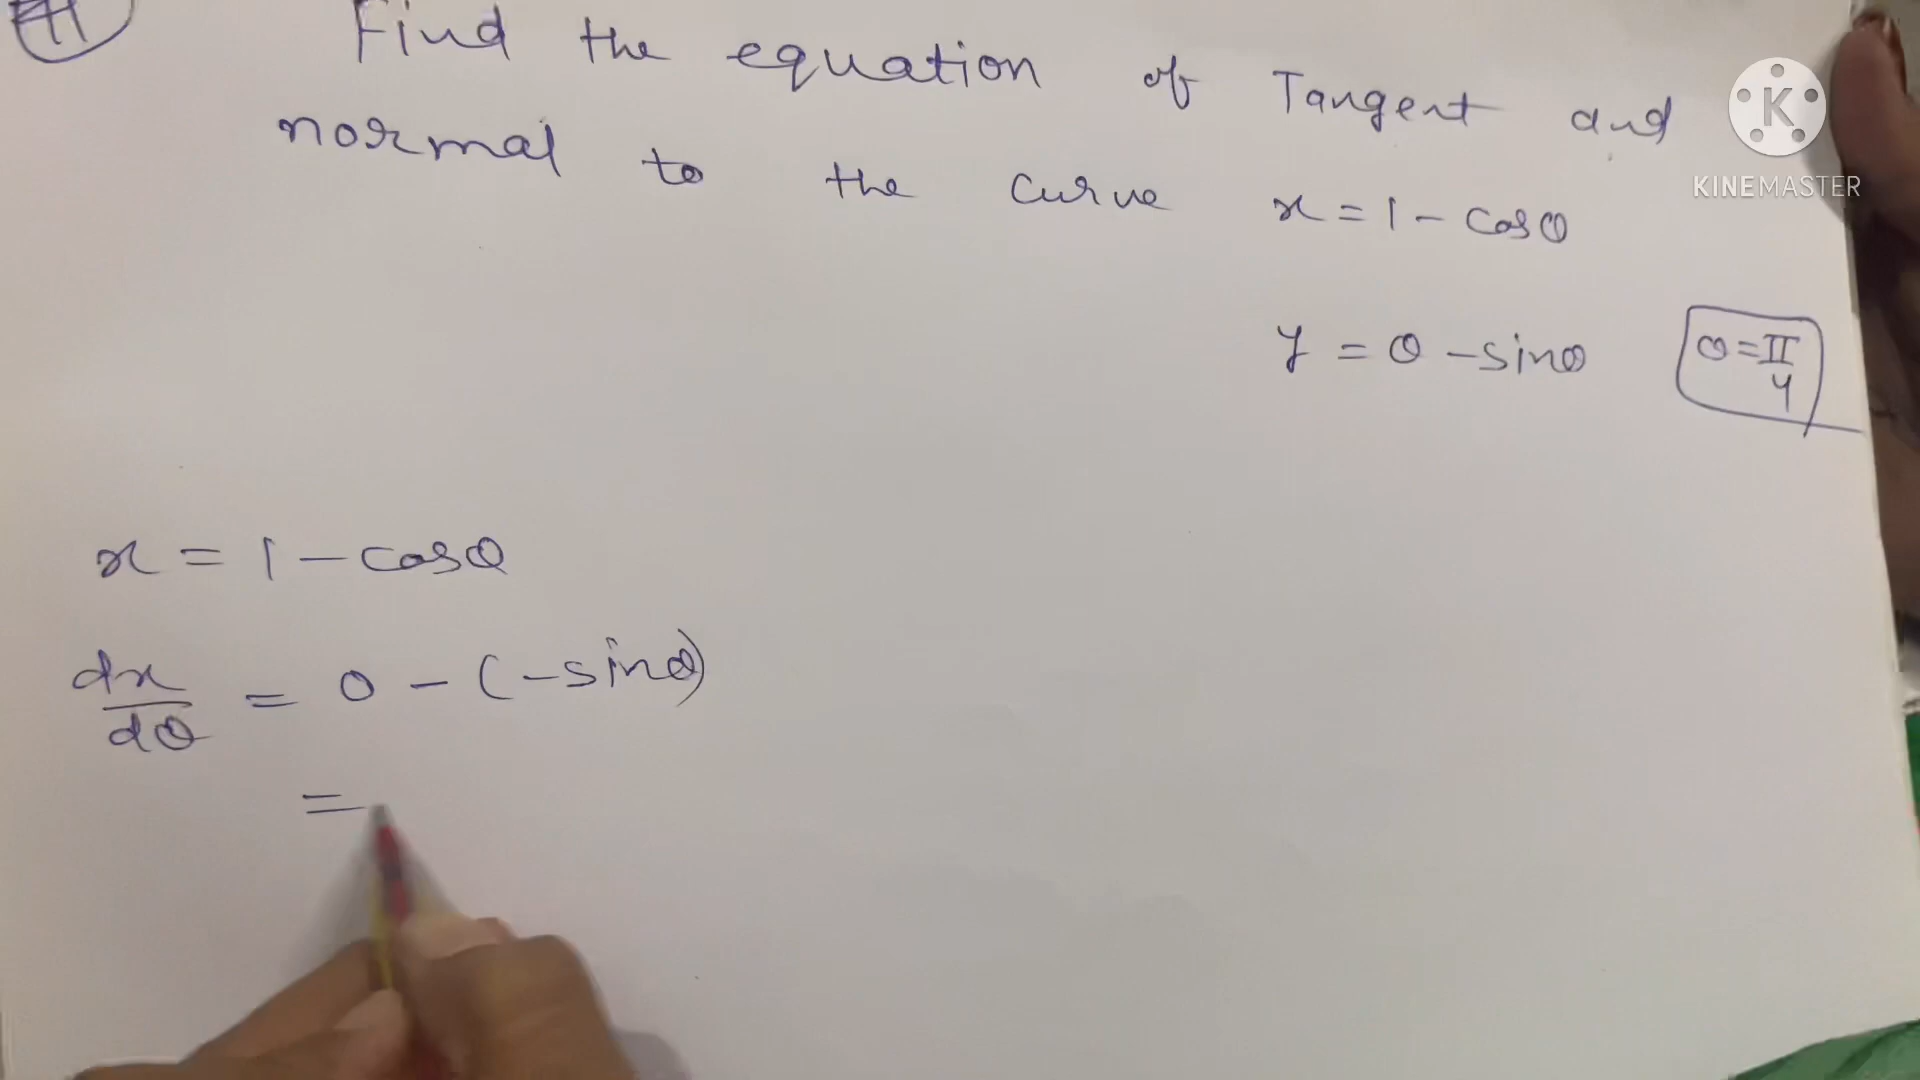 Find the equation of Tangent and
normal to the curve x = 1 - cosθ
y = θ - sinθ θ = π/4
x = 1 - cosθ
dx/dθ = 0 - (-sinθ)
=
K
KINEMASTER